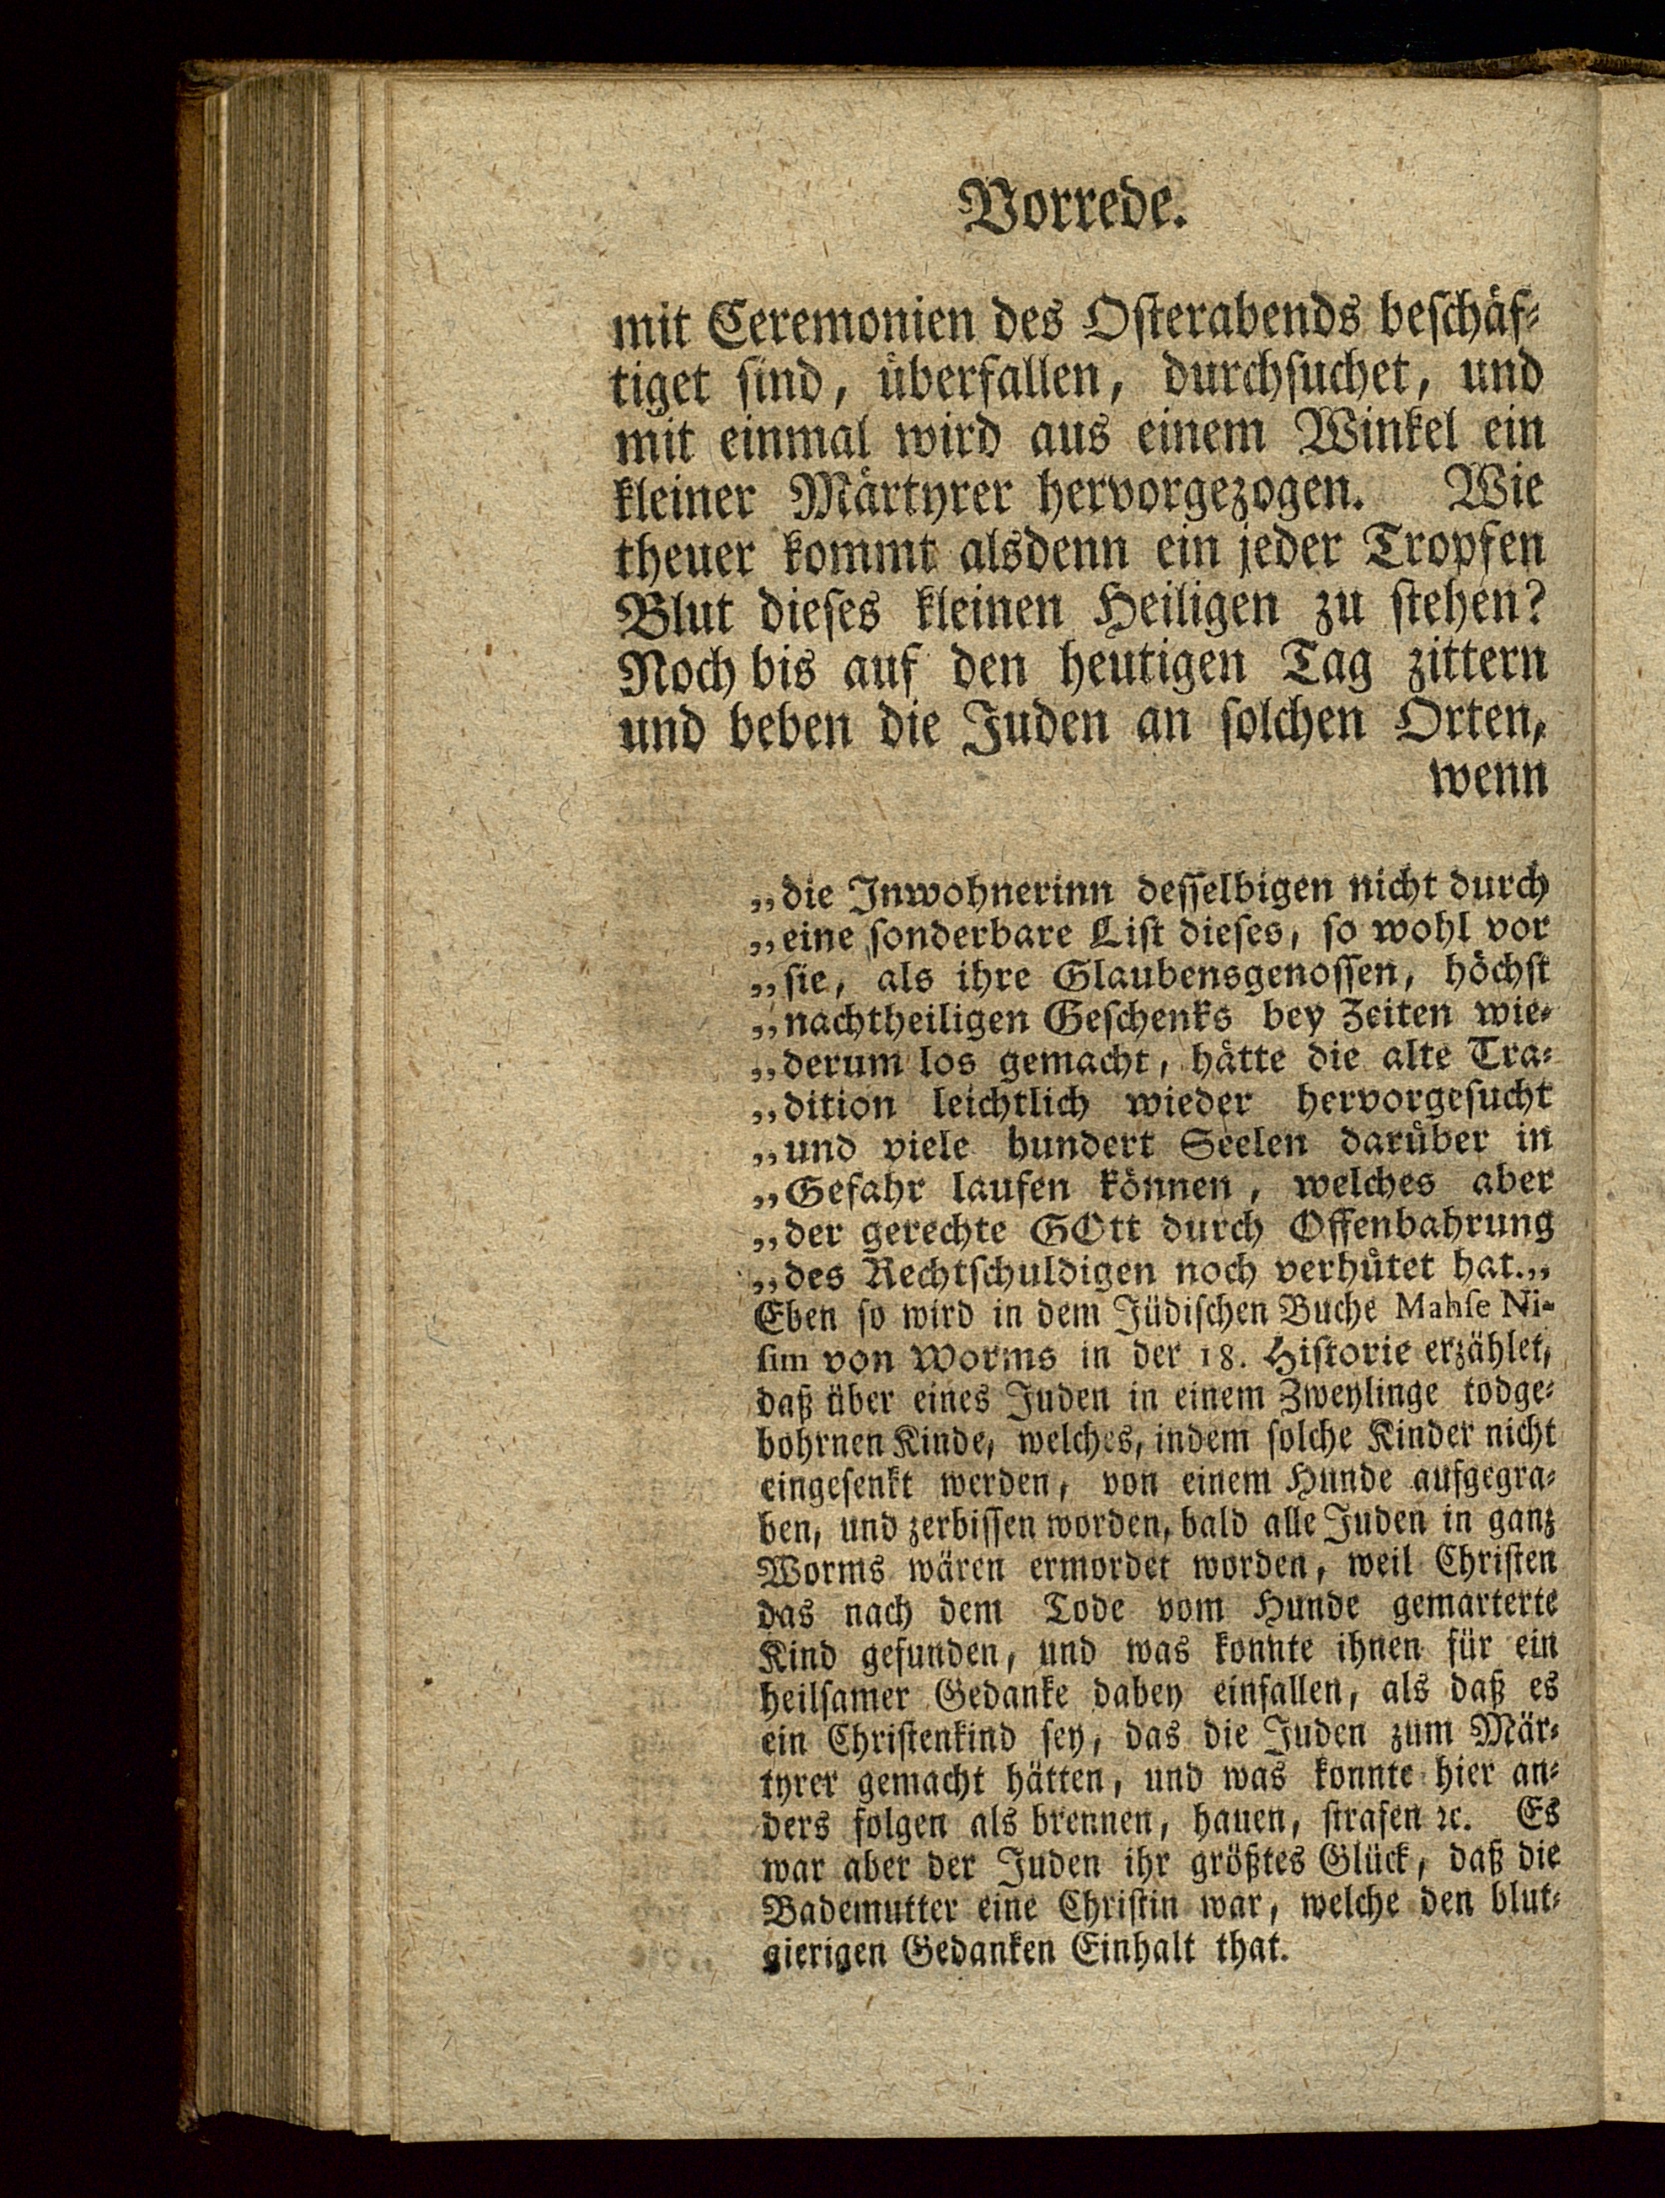 Vorrede.
mit Ceremonien des Oſterabends beſchäf⸗
tiget ſind, überfallen, durchſuchet, und
mit einmal wird aus einem Winkel ein
kleiner Märtyrer hervorgezogen. Wie
theuer kommt alsdenn ein jeder Tropfen
Blut dieſes kleinen Heiligen zu ſtehen?
Noch bis auf den heutigen Tag zittern
und beben die Juden an ſolchen Orten,
wenn
„die Inwohnerinn deſſelbigen nicht durch
„eine ſonderbare Liſt dieſes, ſo wohl vor
„ſie, als ihre Glaubensgenoſſen, höchſt
„nachtheiligen Geſchenks bey Zeiten wie⸗
„derum los gemacht, hätte die alte Tra⸗
„dition leichtlich wieder hervorgeſucht
„und viele hundert Seelen darüber in
„Gefahr laufen können, welches aber
„der gerechte GOtt durch Offenbahrung
„des Rechtſchuldigen noch verhütet hat.„
Eben ſo wird in dem Jüdiſchen Buche Mahſe Ni-
ſim von Worms in der 18. Hiſtorie erzählet,
daß über eines Juden in einem Zweylinge todge⸗
bohrnen Kinde, welches, indem ſolche Kinder nicht
eingeſenkt werden, von einem Hunde aufgegra⸗
ben, und zerbiſſen worden, bald alle Juden in ganz
Worms wären ermordet worden, weil Chriſten
das nach dem Tode vom Hunde gemarterte
Kind gefunden, und was konnte ihnen für ein
heilſamer Gedanke dabey einfallen, als daß es
ein Chriſtenkind ſey, das die Juden zum Mär⸗
tyrer gemacht hätten, und was konnte hier an⸗
ders folgen als brennen, hauen, ſtrafen ꝛc. Es
war aber der Juden ihr größtes Glück, daß die
Bademutter eine Chriſtin war, welche den blut⸗
gierigen Gedanken Einhalt that.